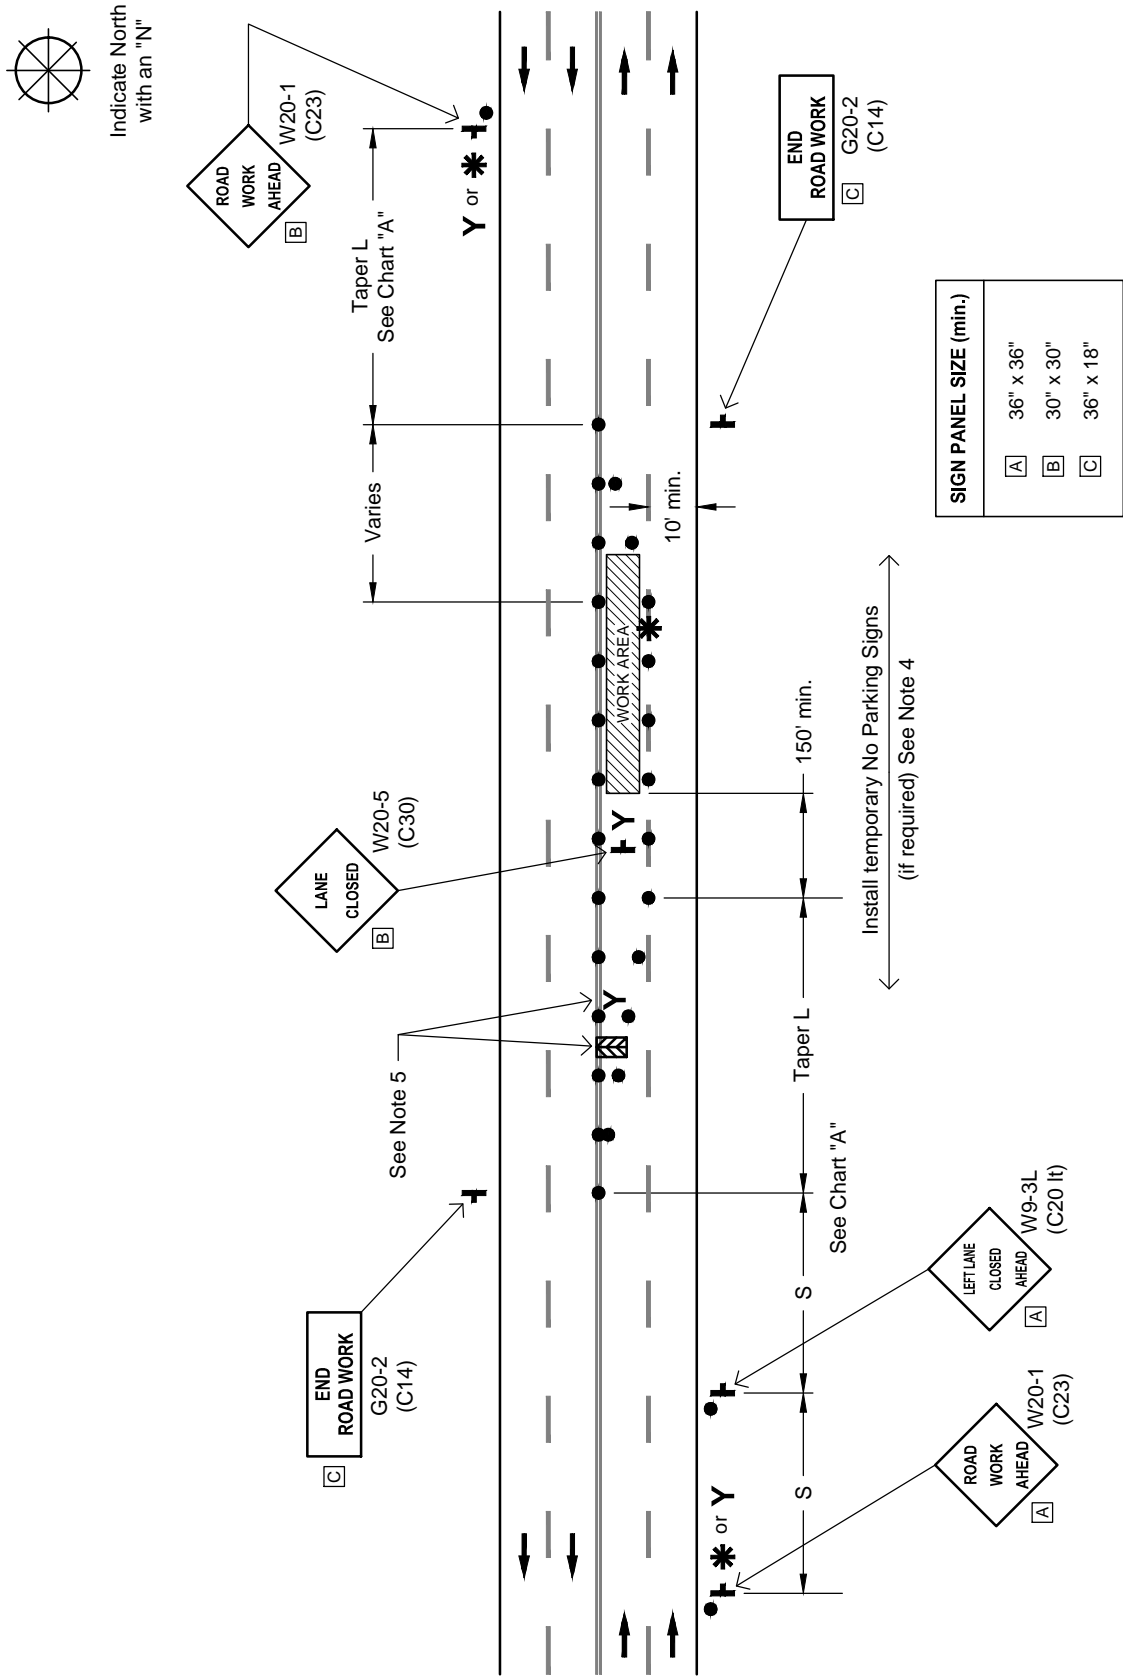 Indicate North
with an "N"
ROAD
WORK
AHEAD
W20-1
(C23)
B
Taper L
See Chart "A"
Varies
Y or
END
ROAD WORK
G20-2
(C14)
C
10' min.
SIGN PANEL SIZE (min.)
A 36" x 36"
B 30" x 30"
C 36" x 18"
WORK AREA
LANE
CLOSED
W20-5
(C30)
B
Y
150' min.
Install temporary No Parking Signs
(if required) See Note 4
See Note 5
Y
Taper L
See Chart "A"
END
ROAD WORK
G20-2
(C14)
C
S
LEFT LANE
CLOSED
AHEAD
W9-3L
(C20 lt)
A
S
or Y
ROAD
WORK
AHEAD
W20-1
(C23)
A